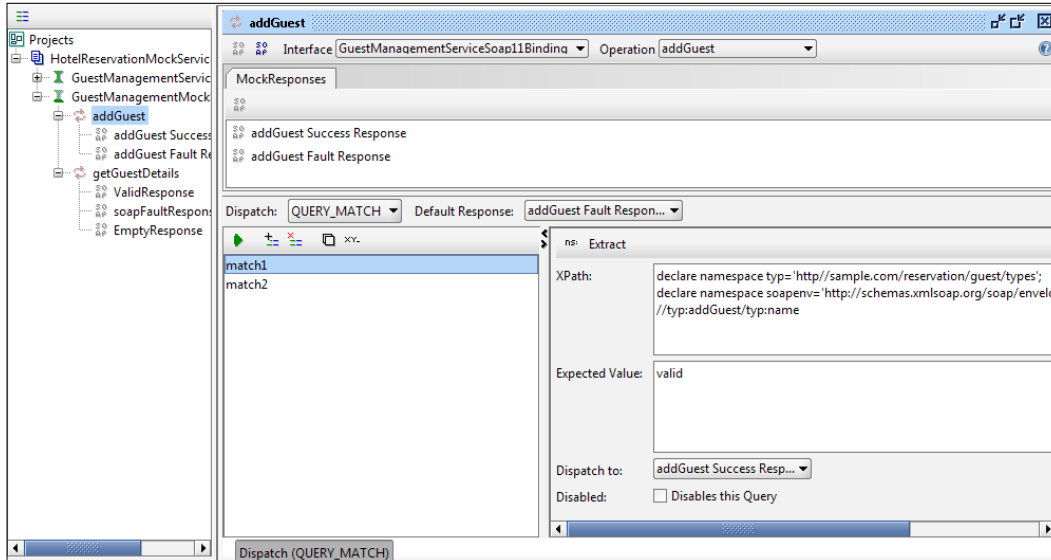 Projects
HotelReservationMockServic
GuestManagementServic
GuestManagementMock
addGuest
addGuest Success
addGuest Fault Re
getGuestDetails
ValidResponse
soapFaultRespons
EmptyResponse
addGuest
Interface GuestManagementServiceSoap11Binding Operation addGuest
MockResponses
addGuest Success Response
addGuest Fault Response
Dispatch: QUERY_MATCH Default Response: addGuest Fault Respon...
match1
match2
ns: Extract
XPath: declare namespace typ='http//sample.com/reservation/guest/types';
declare namespace soapenv='http://schemas.xmlsoap.org/soap/envelo
//typ:addGuest/typ:name
Expected Value: valid
Dispatch to: addGuest Success Resp...
Disabled: Disables this Query
Dispatch (QUERY_MATCH)